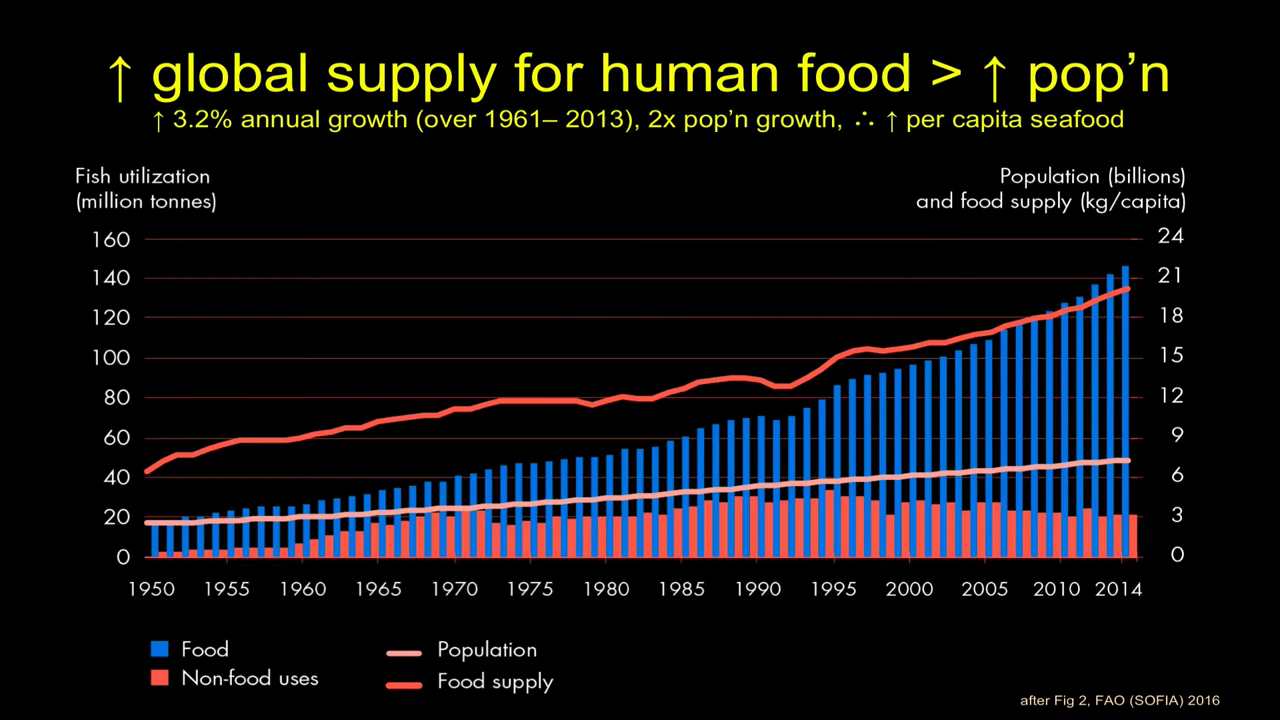 ↑ global supply for human food > ↑ pop’n
↑ 3.2% annual growth (over 1961– 2013), 2x pop’n growth, ∴ ↑ per capita seafood
Fish utilization
(million tonnes)
Population (billions)
and food supply (kg/capita)
160
140
120
100
80
60
40
20
0
24
21
18
15
12
9
6
3
0
1950 1955 1960 1965 1970 1975 1980 1985 1990 1995 2000 2005 2010 2014
Food
Non-food uses
Population
Food supply
after Fig 2, FAO (SOFIA) 2016